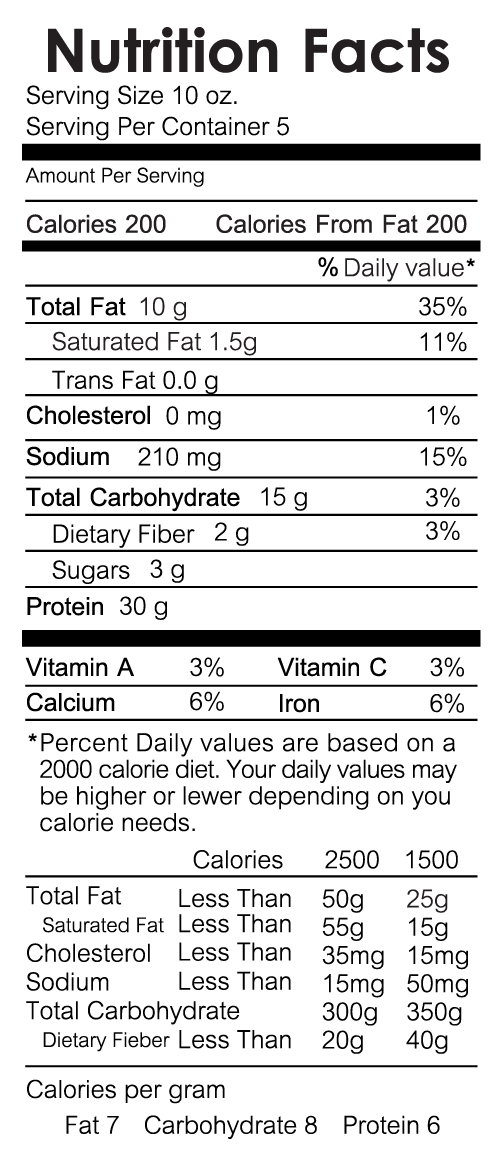 Nutrition Facts
Serving Size 10 oz.
Serving Per Container 5
Amount Per Serving
Calories 200 Calories From Fat 200
% Daily value*
Total Fat 10 g 35%
Saturated Fat 1.5g 11%
Trans Fat 0.0 g
Cholesterol 0 mg 1%
Sodium 210 mg 15%
Total Carbohydrate 15 g 3%
Dietary Fiber 2 g 3%
Sugars 3 g
Protein 30 g
Vitamin A 3% Vitamin C 3%
Calcium 6% Iron 6%
*Percent Daily values are based on a
2000 calorie diet. Your daily values may
be higher or lewer depending on you
calorie needs.
Calories 2500 1500
Total Fat Less Than 50g 25g
Saturated Fat Less Than 55g 15g
Cholesterol Less Than 35mg 15mg
Sodium Less Than 15mg 50mg
Total Carbohydrate 300g 350g
Dietary Fieber Less Than 20g 40g
Calories per gram
Fat 7 Carbohydrate 8 Protein 6